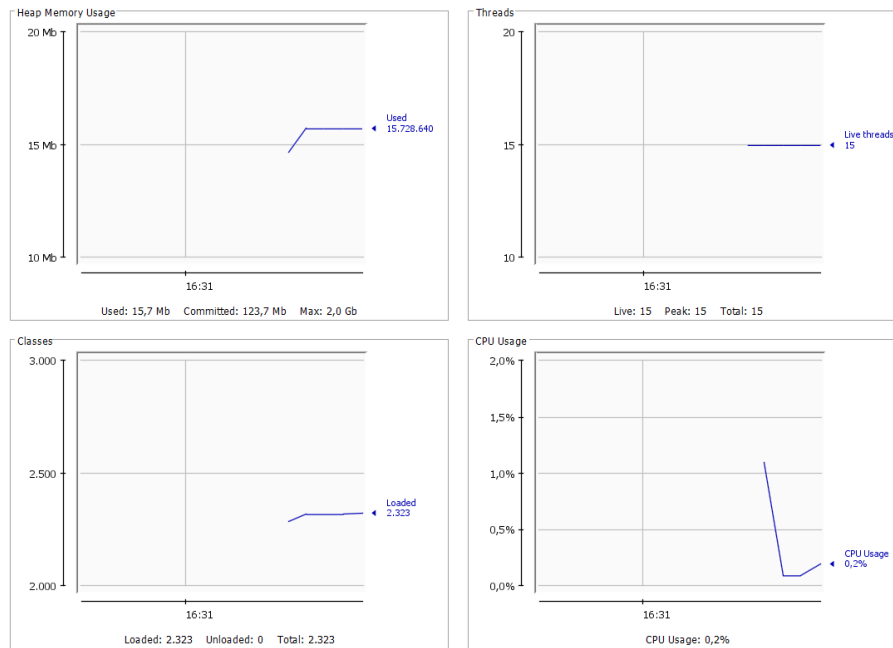 Heap Memory Usage
20 Mb
15 Mb
10 Mb
Used
15.728.640
16:31
Used: 15,7 Mb Committed: 123,7 Mb Max: 2,0 Gb
Threads
20
15
10
Live threads
15
16:31
Live: 15 Peak: 15 Total: 15
Classes
3.000
2.500
2.000
Loaded
2.323
16:31
Loaded: 2.323 Unloaded: 0 Total: 2.323
CPU Usage
2,0%
1,5%
1,0%
0,5%
0,0%
CPU Usage
0,2%
16:31
CPU Usage: 0,2%